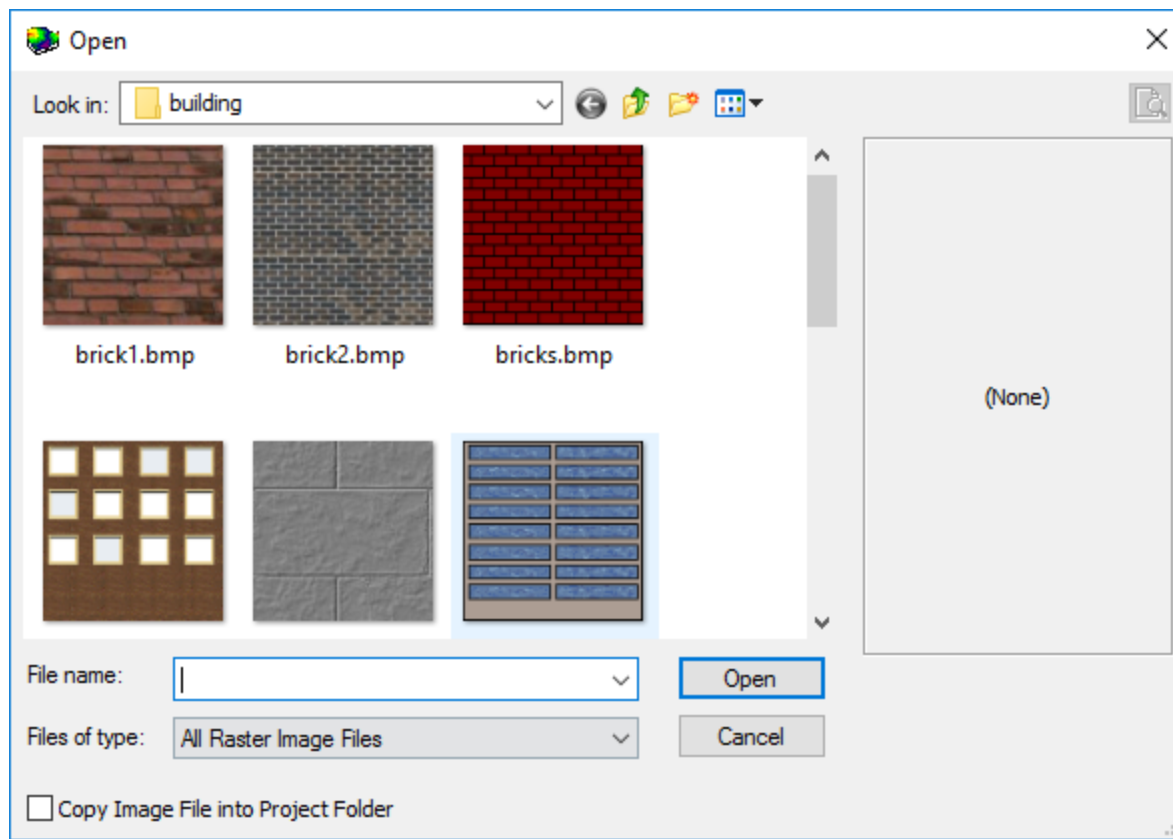 Open
Look in: building
brick1.bmp brick2.bmp bricks.bmp
(None)
File name: Open
Files of type: All Raster Image Files Cancel
Copy Image File into Project Folder